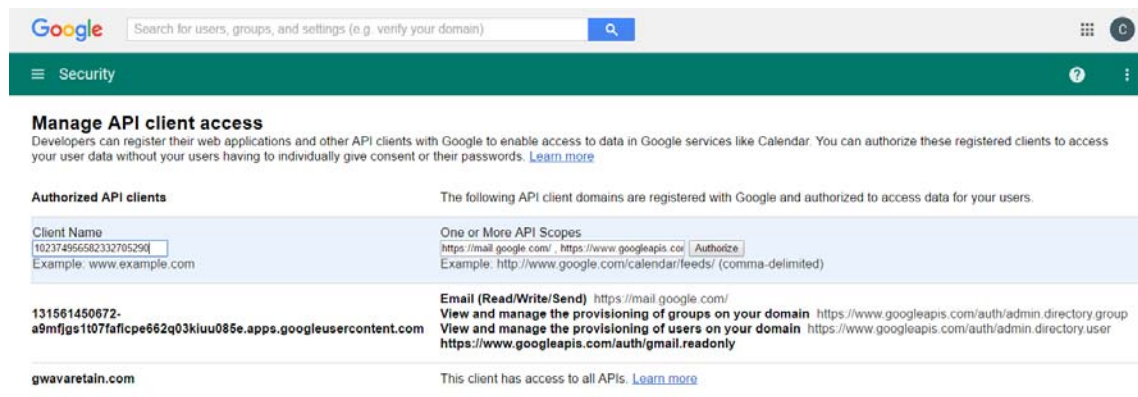 Google
Search for users, groups, and settings (e.g. verify your domain)
C
Security
Manage API client access
Developers can register their web applications and other API clients with Google to enable access to data in Google services like Calendar. You can authorize these registered clients to access
your user data without your users having to individually give consent or their passwords. Learn more
Authorized API clients The following API client domains are registered with Google and authorized to access data for your users.
Client Name One or More API Scopes
102374956582332705290 https://mail.google.com/ , https://www.googleapis.co Authorize
Example: www.example.com Example: http://www.google.com/calendar/feeds/ (comma-delimited)
Email (Read/Write/Send) https://mail.google.com/
131561450672- View and manage the provisioning of groups on your domain https://www.googleapis.com/auth/admin.directory.group
a9mfjgs1t07faficpe662q03kiuu085e.apps.googleusercontent.com View and manage the provisioning of users on your domain https://www.googleapis.com/auth/admin.directory.user
https://www.googleapis.com/auth/gmail.readonly
gwavaretain.com This client has access to all APIs. Learn more